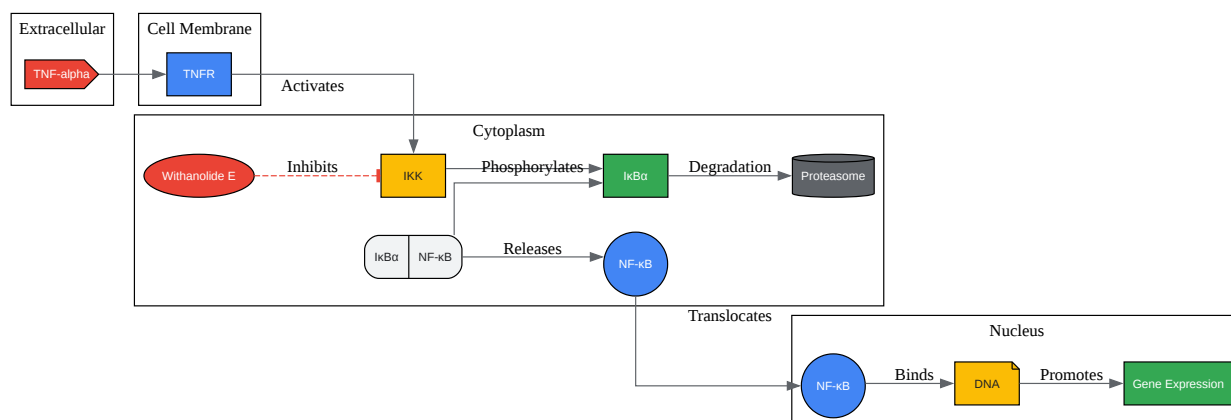 Extracellular
Cell Membrane
TNF-alpha
TNFR
Activates
Cytoplasm
Withanolide E
Inhibits
IKK
Phosphorylates
IκBα
Degradation
Proteasome
IκBα
NF-κB
Releases
NF-κB
Translocates
Nucleus
NF-κB
Binds
DNA
Promotes
Gene Expression